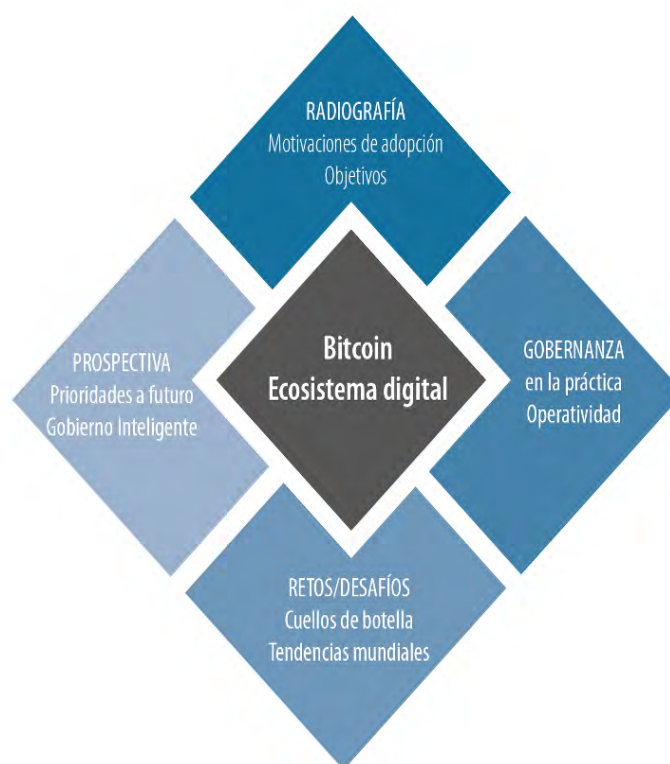 RADIOGRAFÍA
Motivaciones de adopción
Objetivos
Bitcoin
Ecosistema digital
GOBERNANZA
en la práctica
Operatividad
PROSPECTIVA
Prioridades a futuro
Gobierno Inteligente
RETOS/DESAFÍOS
Cuellos de botella
Tendencias mundiales